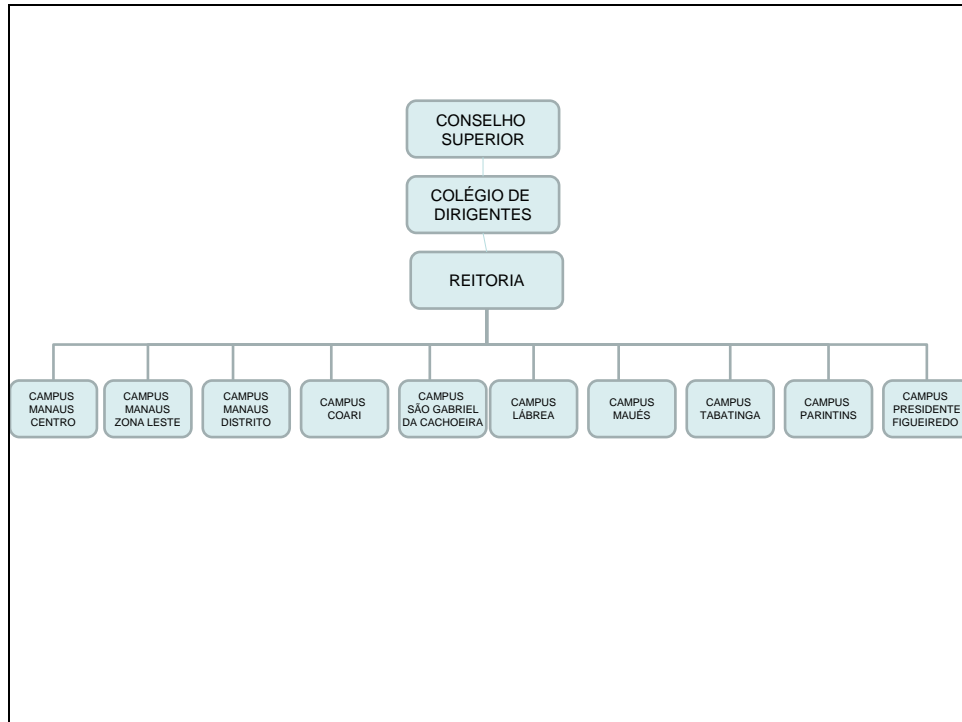 CONSELHO
SUPERIOR
COLÉGIO DE
DIRIGENTES
REITORIA
CAMPUS
MANAUS
CENTRO
CAMPUS
MANAUS
ZONA LESTE
CAMPUS
MANAUS
DISTRITO
CAMPUS
COARI
CAMPUS
SÃO GABRIEL
DA CACHOEIRA
CAMPUS
LÁBREA
CAMPUS
MAUÉS
CAMPUS
TABATINGA
CAMPUS
PARINTINS
CAMPUS
PRESIDENTE
FIGUEIREDO